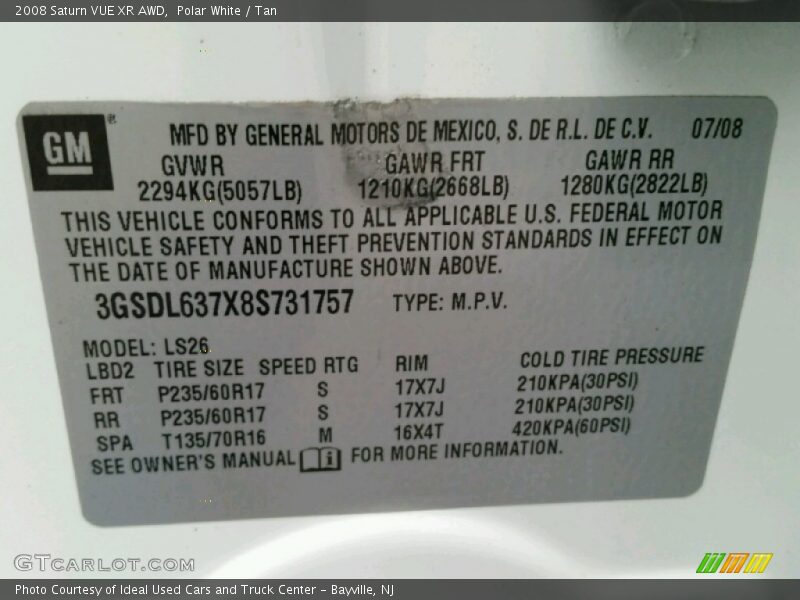 2008 Saturn VUE XR AWD, Polar White / Tan
GM®
MFD BY GENERAL MOTORS DE MEXICO, S. DE R.L. DE C.V. 07/08
GVWR GAWR FRT GAWR RR
2294KG(5057LB) 1210KG(2668LB) 1280KG(2822LB)
THIS VEHICLE CONFORMS TO ALL APPLICABLE U.S. FEDERAL MOTOR
VEHICLE SAFETY AND THEFT PREVENTION STANDARDS IN EFFECT ON
THE DATE OF MANUFACTURE SHOWN ABOVE.
3GSDL637X8S731757 TYPE: M.P.V.
MODEL: LS26
LBD2 TIRE SIZE SPEED RTG RIM COLD TIRE PRESSURE
FRT P235/60R17 S 17X7J 210KPA(30PSI)
RR P235/60R17 S 17X7J 210KPA(30PSI)
SPA T135/70R16 M 16X4T 420KPA(60PSI)
SEE OWNER'S MANUAL i FOR MORE INFORMATION.
GTCARLOT.COM
Photo Courtesy of Ideal Used Cars and Truck Center - Bayville, NJ